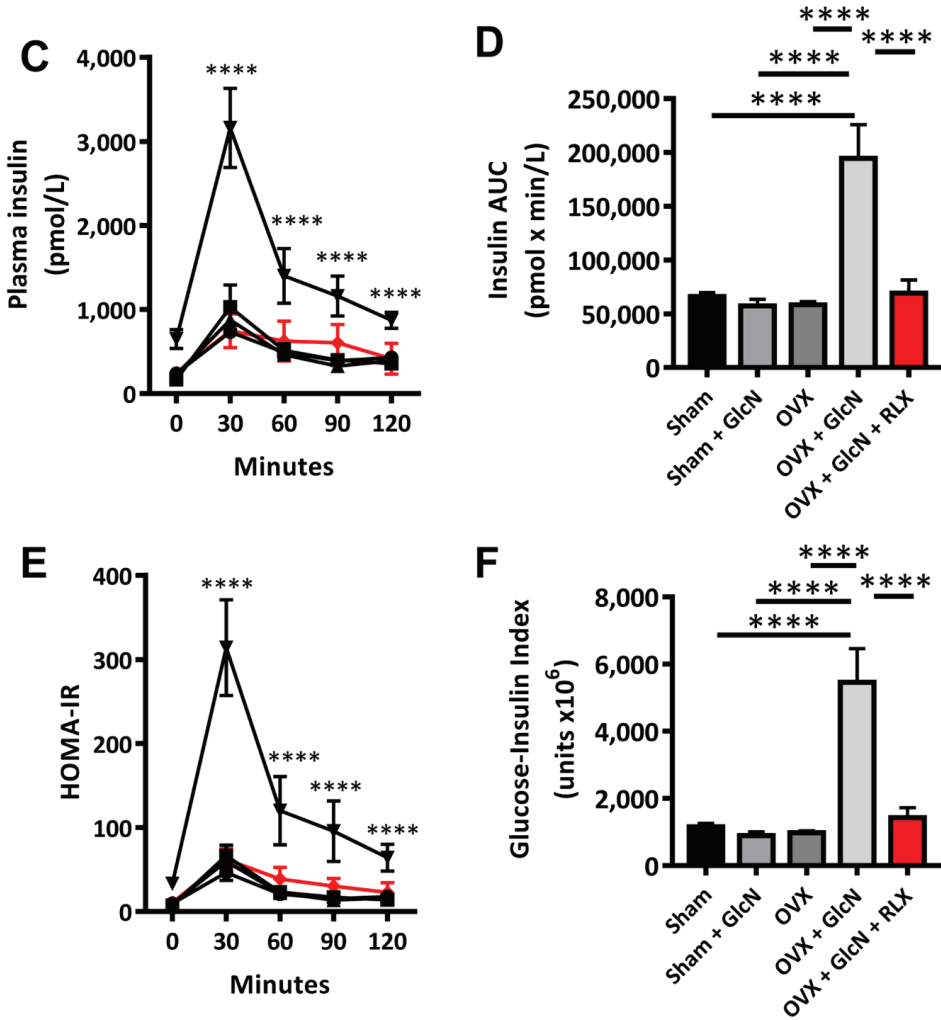 C
Plasma insulin
(pmol/L)
4,000
3,000
2,000
1,000
0
****
****
****
****
0 30 60 90 120
Minutes
D
Insulin AUC
(pmol x min/L)
****
****
****
****
250,000
200,000
150,000
100,000
50,000
0
Sham
Sham + GlcN
OVX
OVX + GlcN
OVX + GlcN + RLX
E
HOMA-IR
400
300
200
100
0
****
****
****
****
0 30 60 90 120
Minutes
F
Glucose-Insulin Index
(units x10⁶)
****
****
****
****
8,000
6,000
4,000
2,000
0
Sham
Sham + GlcN
OVX
OVX + GlcN
OVX + GlcN + RLX